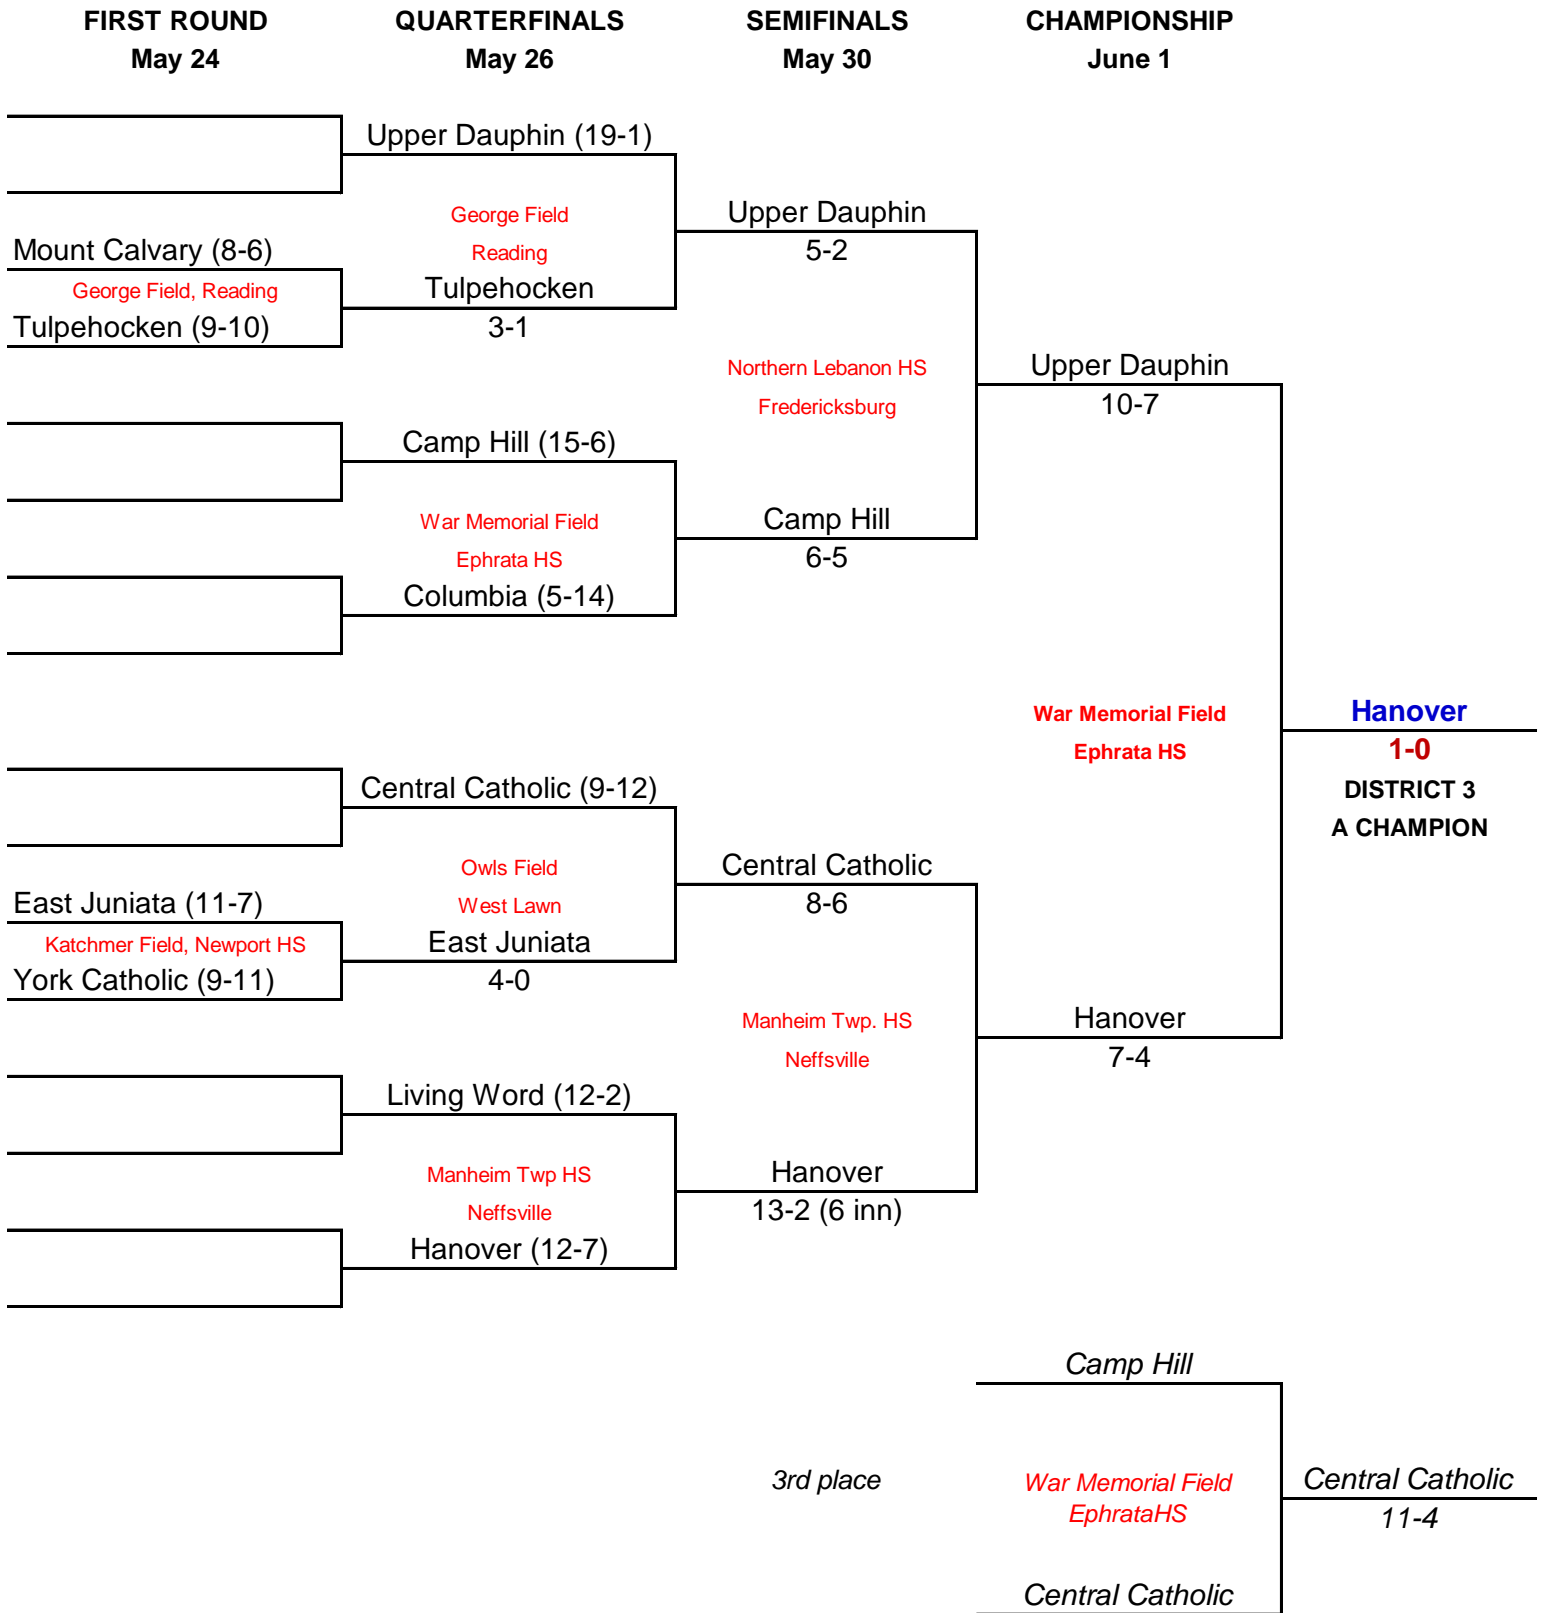 FIRST ROUND
May 24
QUARTERFINALS
May 26
SEMIFINALS
May 30
CHAMPIONSHIP
June 1
Mount Calvary (8-6)
George Field, Reading
Tulpehocken (9-10)
East Juniata (11-7)
Katchmer Field, Newport HS
York Catholic (9-11)
Upper Dauphin (19-1)
George Field
Reading
Tulpehocken
3-1
Camp Hill (15-6)
War Memorial Field
Ephrata HS
Columbia (5-14)
Central Catholic (9-12)
Owls Field
West Lawn
East Juniata
4-0
Living Word (12-2)
Manheim Twp HS
Neffsville
Hanover (12-7)
Upper Dauphin
5-2
Northern Lebanon HS
Fredericksburg
Camp Hill
6-5
Central Catholic
8-6
Manheim Twp. HS
Neffsville
Hanover
13-2 (6 inn)
Upper Dauphin
10-7
War Memorial Field
Ephrata HS
Hanover
7-4
Hanover
1-0
DISTRICT 3
A CHAMPION
3rd place
Camp Hill
War Memorial Field
EphrataHS
Central Catholic
Central Catholic
11-4